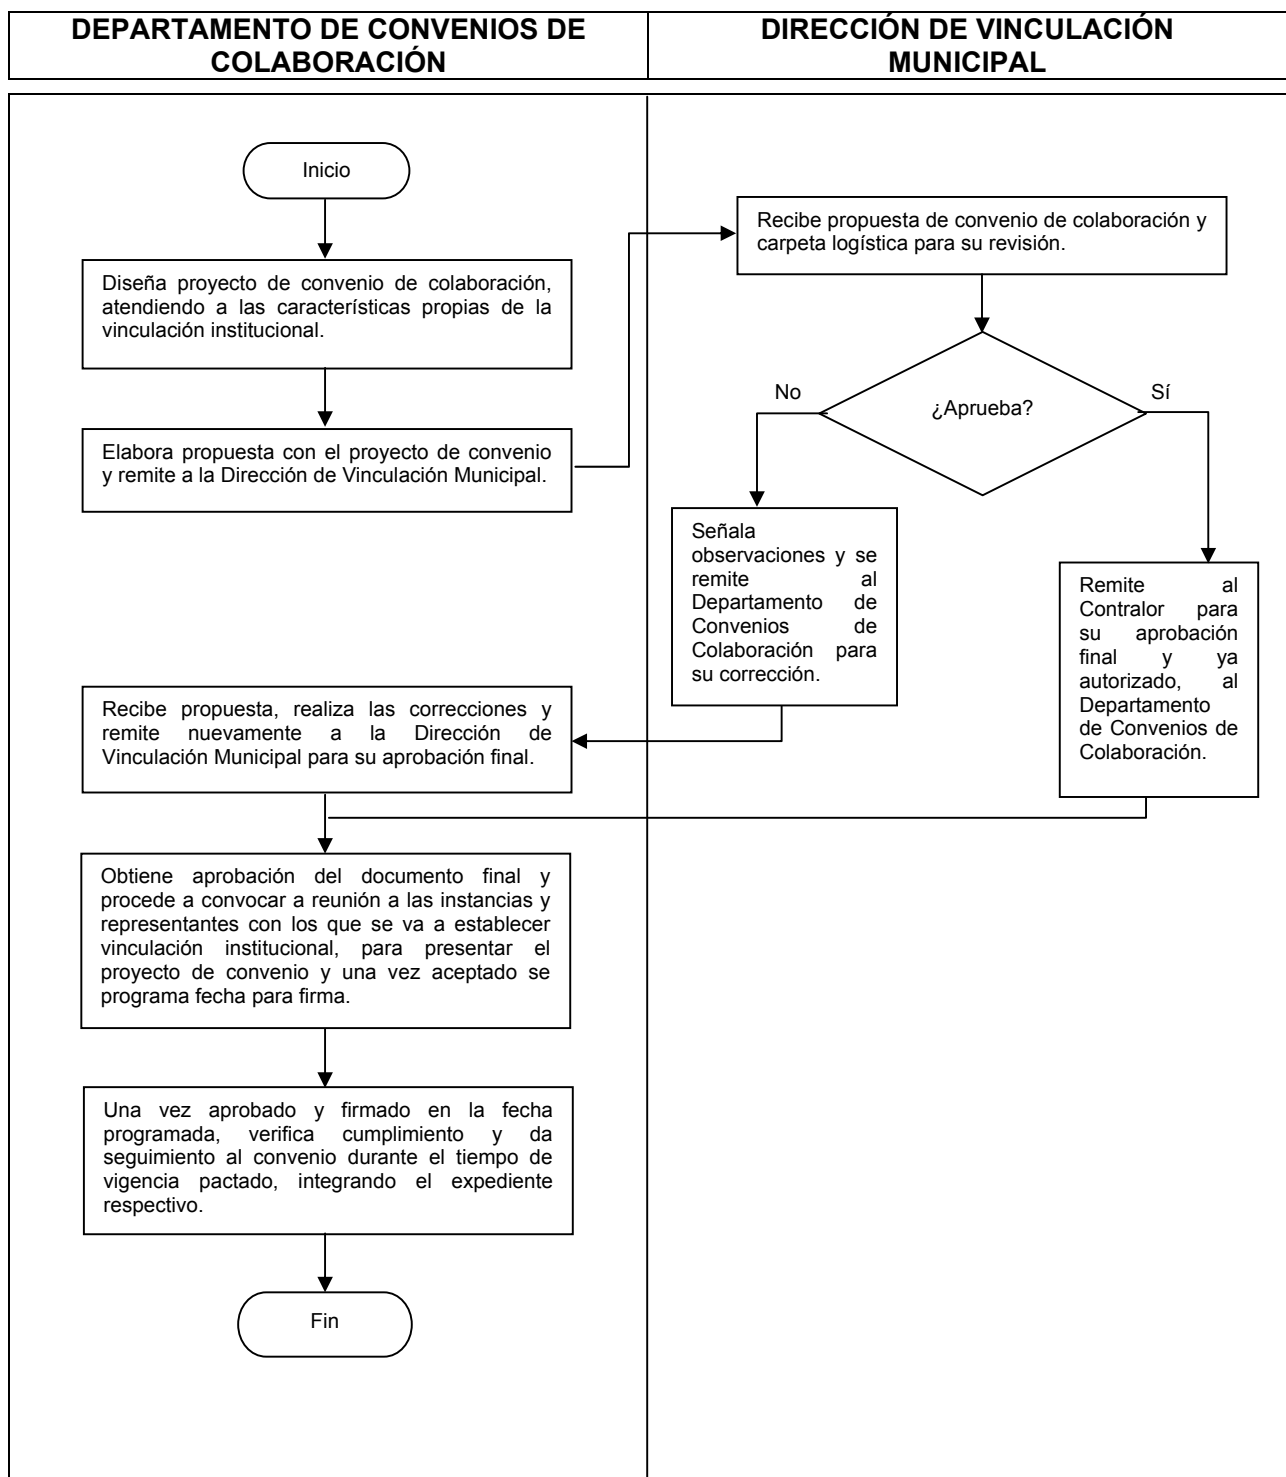 DEPARTAMENTO DE CONVENIOS DE
COLABORACIÓN
DIRECCIÓN DE VINCULACIÓN
MUNICIPAL
Inicio
Diseña proyecto de convenio de colaboración,
atendiendo a las características propias de la
vinculación institucional.
Elabora propuesta con el proyecto de convenio
y remite a la Dirección de Vinculación Municipal.
Recibe propuesta de convenio de colaboración y
carpeta logística para su revisión.
¿Aprueba?
No
Sí
Señala
observaciones y se
remite al
Departamento de
Convenios de
Colaboración para
su corrección.
Remite al
Contralor para
su aprobación
final y ya
autorizado, al
Departamento
de Convenios de
Colaboración.
Recibe propuesta, realiza las correcciones y
remite nuevamente a la Dirección de
Vinculación Municipal para su aprobación final.
Obtiene aprobación del documento final y
procede a convocar a reunión a las instancias y
representantes con los que se va a establecer
vinculación institucional, para presentar el
proyecto de convenio y una vez aceptado se
programa fecha para firma.
Una vez aprobado y firmado en la fecha
programada, verifica cumplimiento y da
seguimiento al convenio durante el tiempo de
vigencia pactado, integrando el expediente
respectivo.
Fin